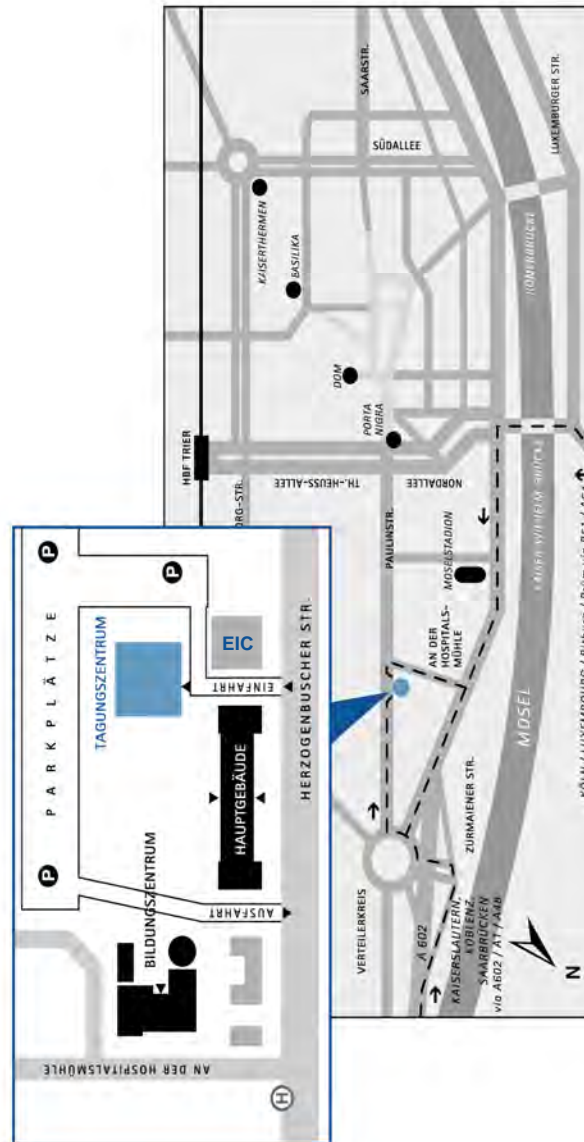 PARKPLÄTZE
P
P
P
TAGUNGSZENTRUM
EIC
EINFAHRT
HAUPTGEBÄUDE
HERZOGENBUSCHER STR.
AUSFAHRT
BILDUNGSZENTRUM
AN DER HOSPITALSMÜHLE
H
HBF TRIER
ORG-STR.
TH.-HEUSS-ALLEE
NORDALLEE
PORTA
NIGRA
DOM
BASILIKA
KAISERTHERMEN
SÜDALLEE
SAARSTR.
LUXEMBURGER STR.
RÖMERBRÜCKE
KAISER WILHELM BRÜCKE
MOSEL
PAULINSTR.
MOSELSTADION
AN DER
HOSPITALS-
MÜHLE
ZURMAIENER STR.
VERTEILERKREIS
A 602
KAISERSLAUTERN,
KOBLENZ,
SAARBRÜCKEN
via A602 / A1 / A48
N